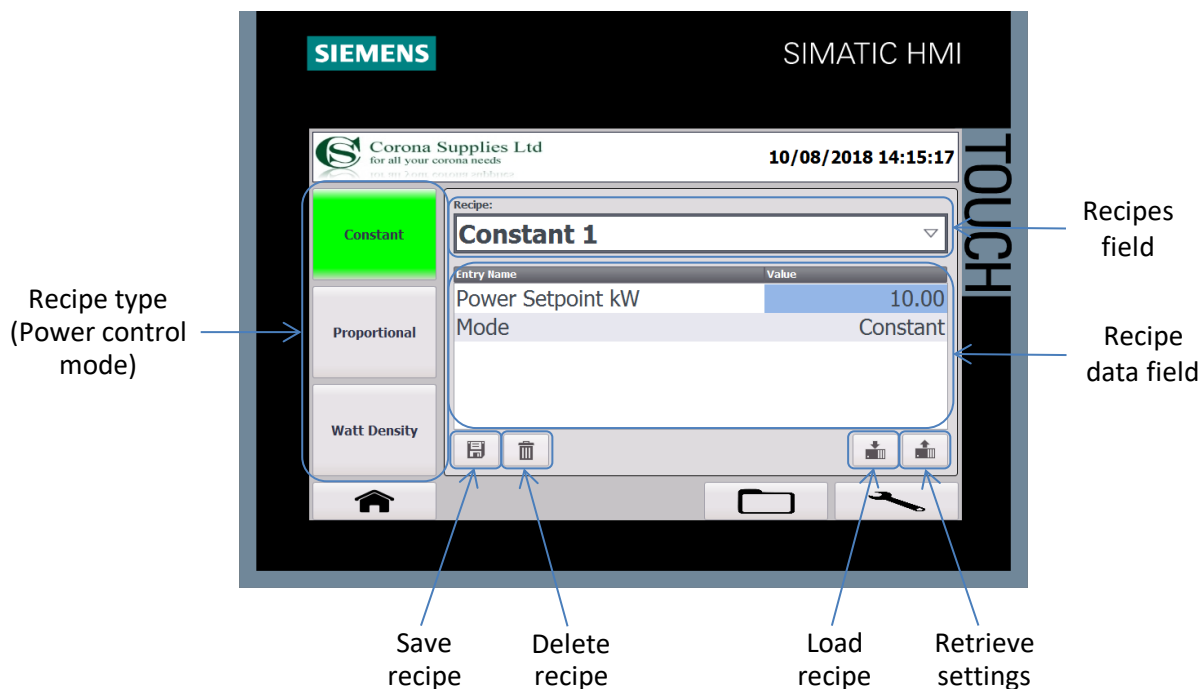 SIEMENS
SIMATIC HMI
TOUCH
Corona Supplies Ltd
for all your corona needs
10/08/2018 14:15:17
Constant
Proportional
Watt Density
Recipe:
Constant 1
Entry Name Value
Power Setpoint kW 10.00
Mode Constant
Recipe type
(Power control
mode)
Recipes
field
Recipe
data field
Save
recipe
Delete
recipe
Load
recipe
Retrieve
settings